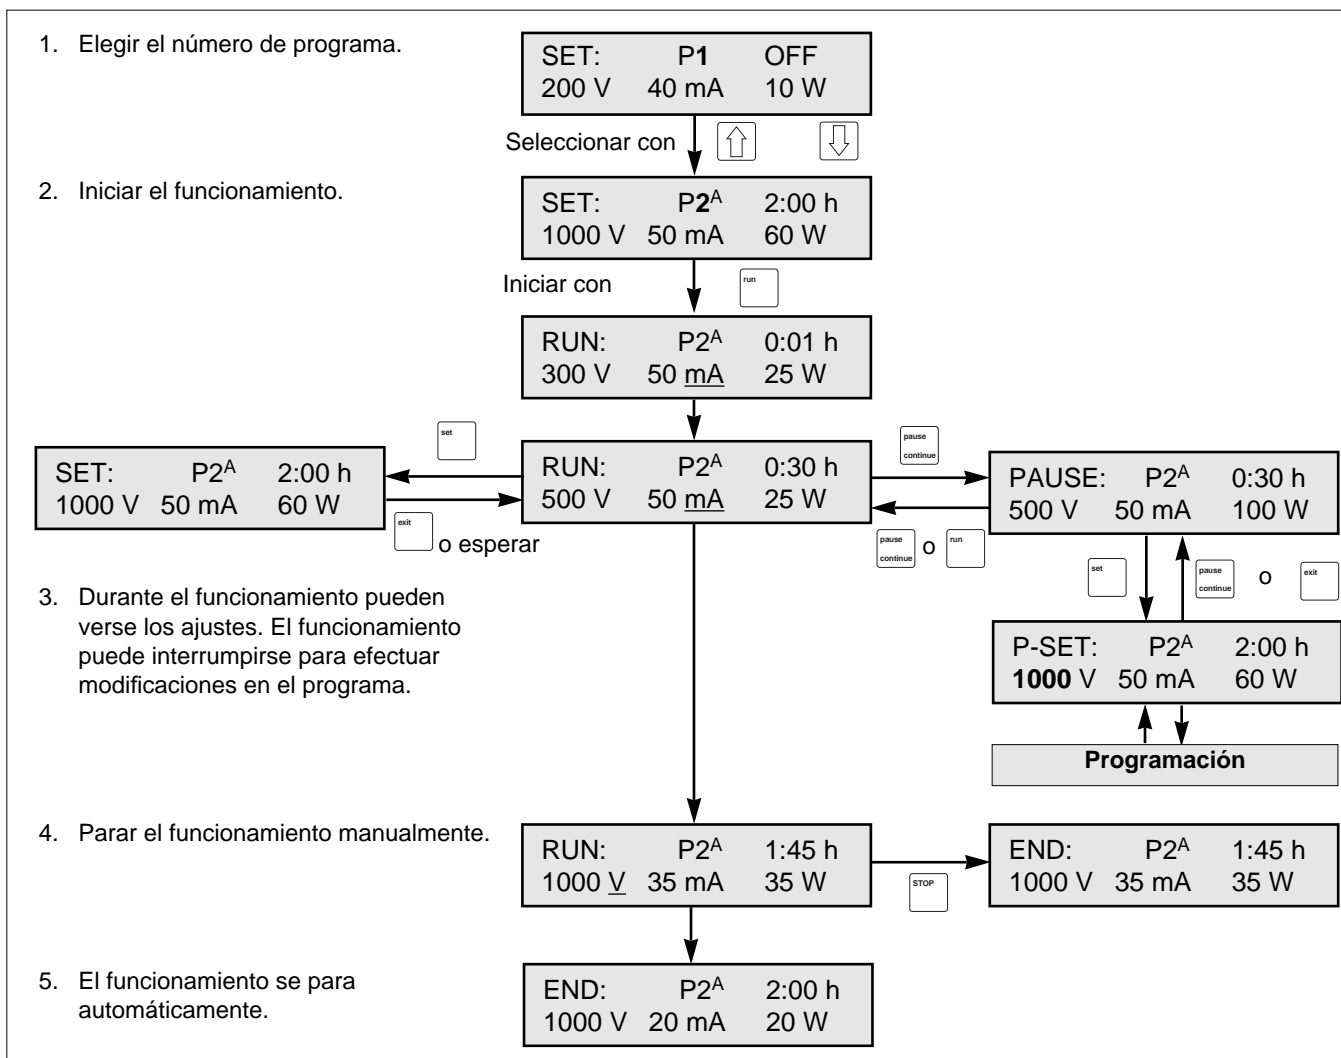 1. Elegir el número de programa.
SET: P1 OFF
200 V 40 mA 10 W
Seleccionar con
2. Iniciar el funcionamiento.
SET: P2ᴬ 2:00 h
1000 V 50 mA 60 W
Iniciar con
run
RUN: P2ᴬ 0:01 h
300 V 50 mA 25 W
set
pause
continue
SET: P2ᴬ 2:00 h
1000 V 50 mA 60 W
RUN: P2ᴬ 0:30 h
500 V 50 mA 25 W
PAUSE: P2ᴬ 0:30 h
500 V 50 mA 100 W
exit
o esperar
pause
continue
o
run
set
pause
continue
o
exit
3. Durante el funcionamiento pueden
verse los ajustes. El funcionamiento
puede interrumpirse para efectuar
modificaciones en el programa.
P-SET: P2ᴬ 2:00 h
1000 V 50 mA 60 W
Programación
4. Parar el funcionamiento manualmente.
RUN: P2ᴬ 1:45 h
1000 V 35 mA 35 W
STOP
END: P2ᴬ 1:45 h
1000 V 35 mA 35 W
5. El funcionamiento se para
automáticamente.
END: P2ᴬ 2:00 h
1000 V 20 mA 20 W